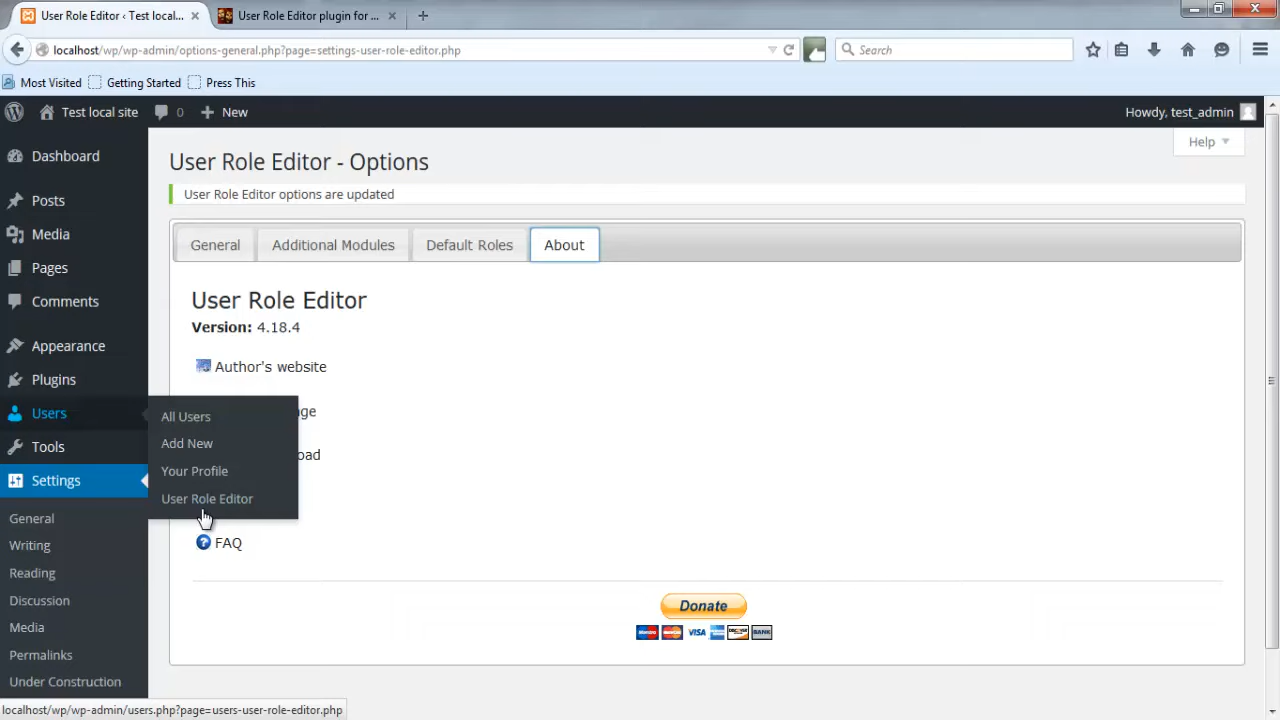 User Role Editor ‹ Test local...
User Role Editor plugin for ...
localhost/wp/wp-admin/options-general.php?page=settings-user-role-editor.php
Search
Most Visited
Getting Started
Press This
Test local site
0
New
Howdy, test_admin
Help
Dashboard
Posts
Media
Pages
Comments
Appearance
Plugins
Users
Tools
Settings
General
Writing
Reading
Discussion
Media
Permalinks
Under Construction
All Users
Add New
Your Profile
User Role Editor
User Role Editor - Options
User Role Editor options are updated
General
Additional Modules
Default Roles
About
User Role Editor
Version: 4.18.4
Author's website
FAQ
Donate
VISA
BANK
localhost/wp/wp-admin/users.php?page=users-user-role-editor.php